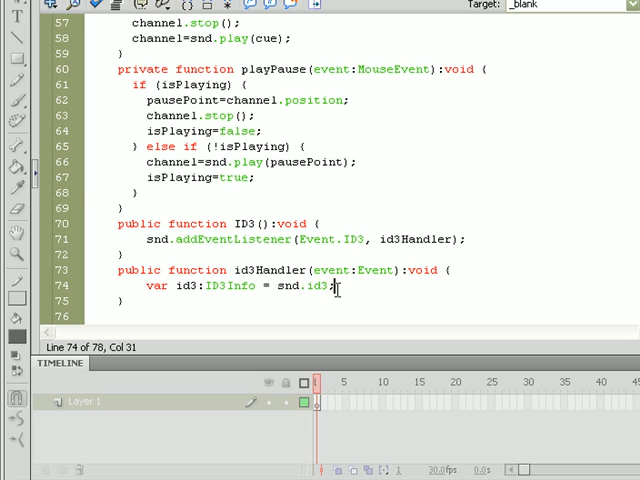 Target: _blank
57 channel.stop();
58 channel=snd.play(cue);
59 }
60 private function playPause(event:MouseEvent):void {
61 if (isPlaying) {
62 pausePoint=channel.position;
63 channel.stop();
64 isPlaying=false;
65 } else if (!isPlaying) {
66 channel=snd.play(pausePoint);
67 isPlaying=true;
68 }
69 }
70 public function ID3():void {
71 snd.addEventListener(Event.ID3, id3Handler);
72 }
73 public function id3Handler(event:Event):void {
74 var id3:ID3Info = snd.id3;
75 }
76
Line 74 of 78, Col 31
TIMELINE
1 5 10 15 20 25 30 35 40 45
Layer 1
1 30.0fps 0.0s